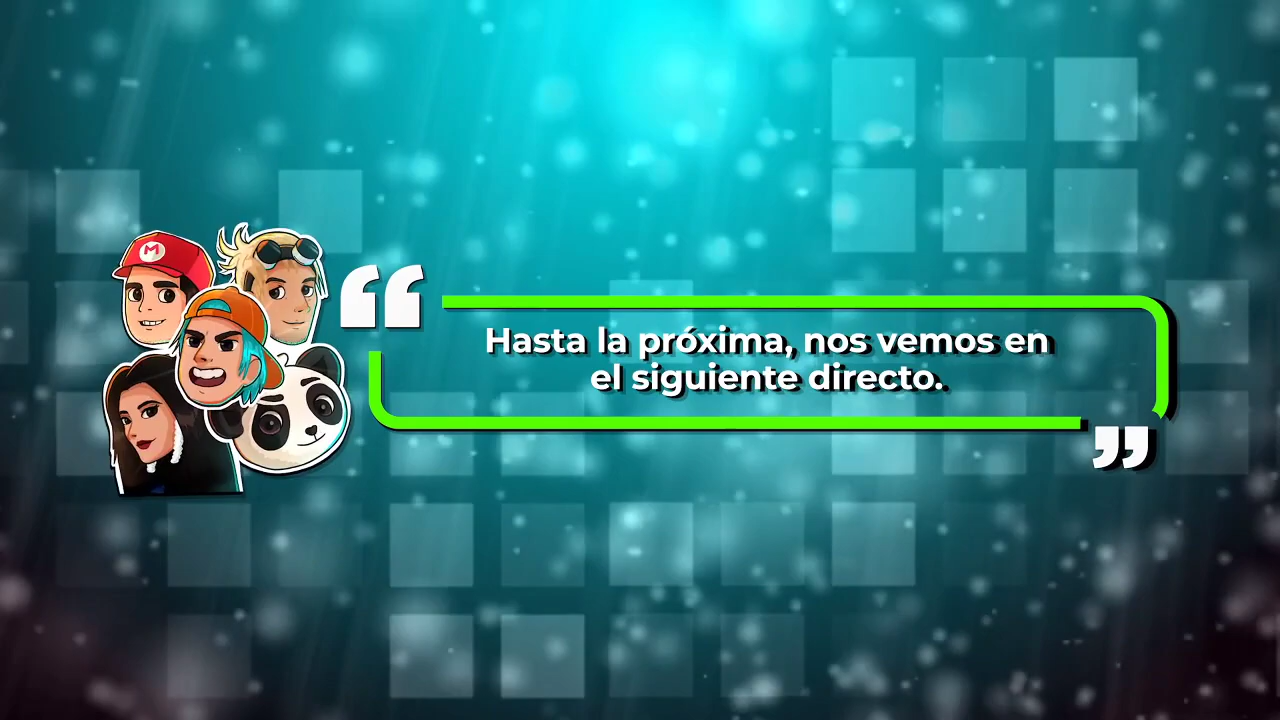 M
Hasta la próxima, nos vemos en
el siguiente directo.